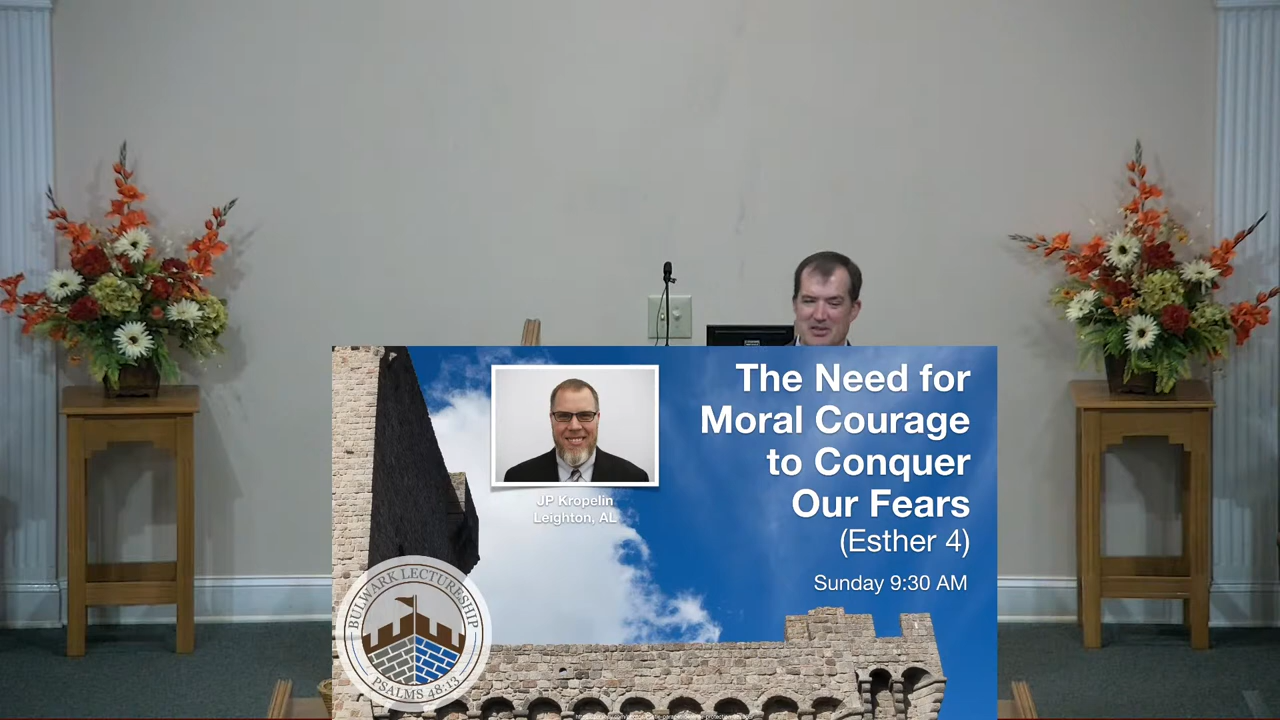 The Need for
Moral Courage
to Conquer
Our Fears
(Esther 4)
Sunday 9:30 AM
JP Kropelin
Leighton, AL
BULWARK LECTURESHIP
PSALMS 48:13